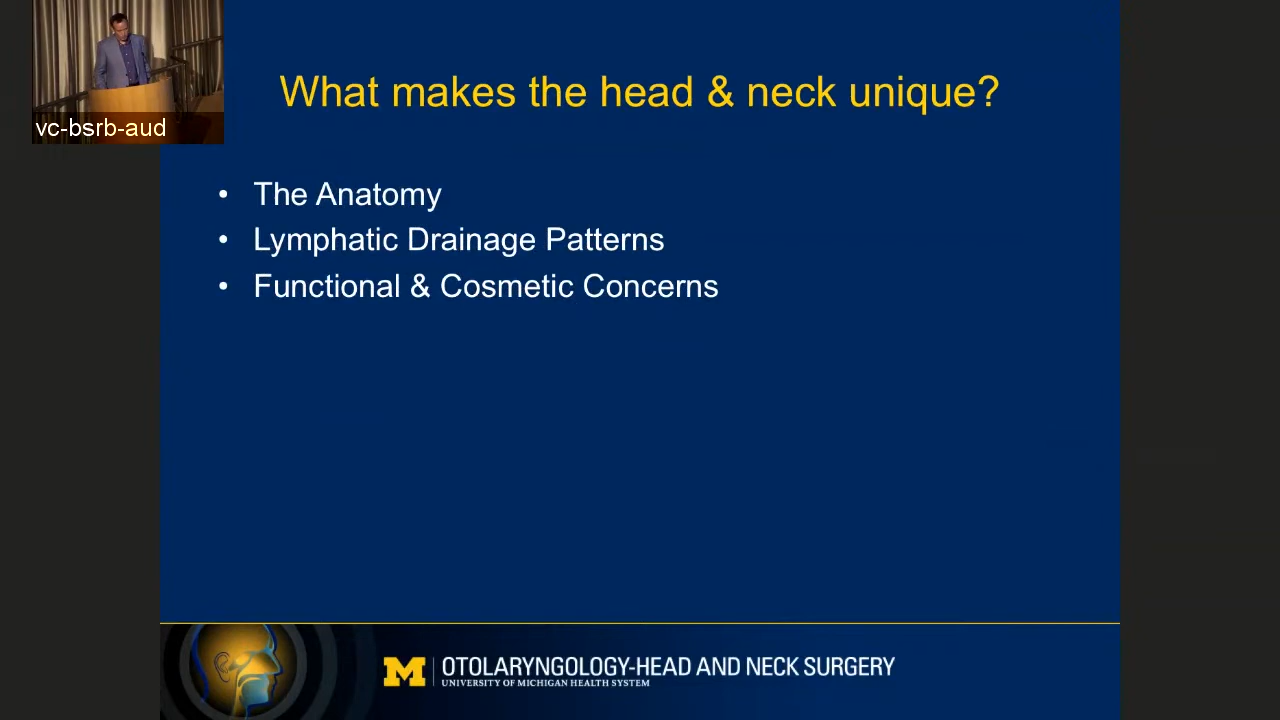 What makes the head & neck unique?
vc-bsrb-aud
• The Anatomy
• Lymphatic Drainage Patterns
• Functional & Cosmetic Concerns
M OTOLARYNGOLOGY-HEAD AND NECK SURGERY
UNIVERSITY OF MICHIGAN HEALTH SYSTEM